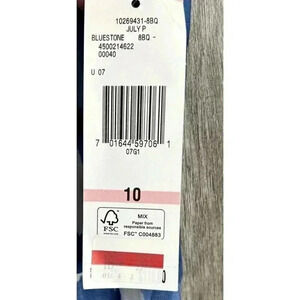 10269431-8BQ
JULY P
BLUESTONE 8BQ -
4500214622
00040
U 07
7 01644 59706 1
07G1
10
FSC
MIX
Paper from
responsible sources
FSC™ C004883